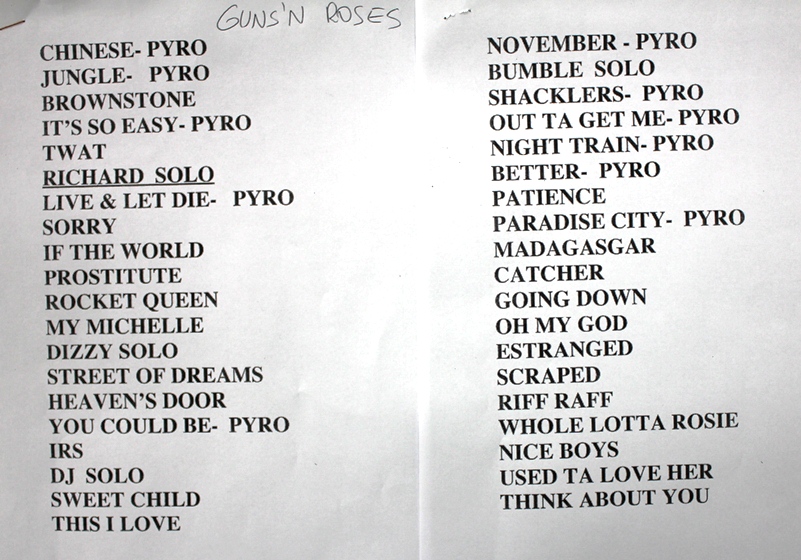 GUNS'N ROSES
CHINESE- PYRO
JUNGLE- PYRO
BROWNSTONE
IT'S SO EASY- PYRO
TWAT
RICHARD SOLO
LIVE & LET DIE- PYRO
SORRY
IF THE WORLD
PROSTITUTE
ROCKET QUEEN
MY MICHELLE
DIZZY SOLO
STREET OF DREAMS
HEAVEN'S DOOR
YOU COULD BE- PYRO
IRS
DJ SOLO
SWEET CHILD
THIS I LOVE
NOVEMBER - PYRO
BUMBLE SOLO
SHACKLERS- PYRO
OUT TA GET ME- PYRO
NIGHT TRAIN- PYRO
BETTER- PYRO
PATIENCE
PARADISE CITY- PYRO
MADAGASGAR
CATCHER
GOING DOWN
OH MY GOD
ESTRANGED
SCRAPED
RIFF RAFF
WHOLE LOTTA ROSIE
NICE BOYS
USED TA LOVE HER
THINK ABOUT YOU